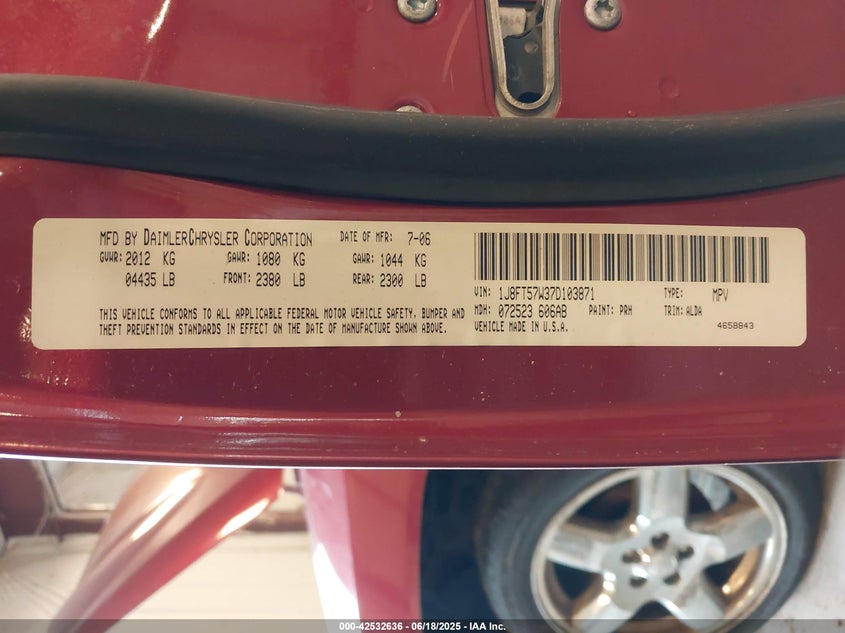 MFD BY DAIMLERCHRYSLER CORPORATION DATE OF MFR: 7-06
GVWR: 2012 KG GAWR: 1080 KG GAWR: 1044 KG
04435 LB FRONT: 2380 LB REAR: 2300 LB
THIS VEHICLE CONFORMS TO ALL APPLICABLE FEDERAL MOTOR VEHICLE SAFETY, BUMPER AND
THEFT PREVENTION STANDARDS IN EFFECT ON THE DATE OF MANUFACTURE SHOWN ABOVE.
VIN: 1J8FT57W37D103871 TYPE: MPV
MDH: 072523 606AB PAINT: PRH TRIM: ALDA
VEHICLE MADE IN U.S.A. 4658843
000-42532636 - 06/18/2025 - IAA Inc.